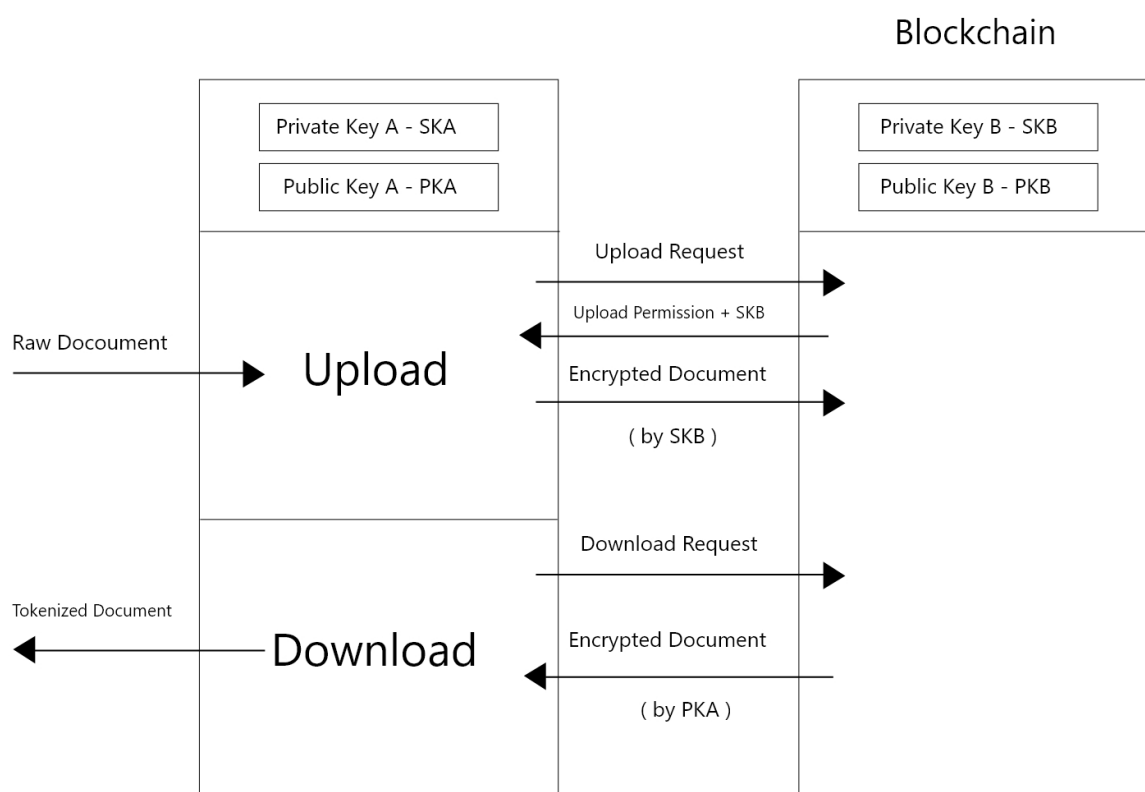 Blockchain
Private Key A - SKA
Private Key B - SKB
Public Key A - PKA
Public Key B - PKB
Upload Request
Upload Permission + SKB
Raw Docoument
Upload
Encrypted Document
( by SKB )
Download Request
Tokenized Document
Download
Encrypted Document
( by PKA )